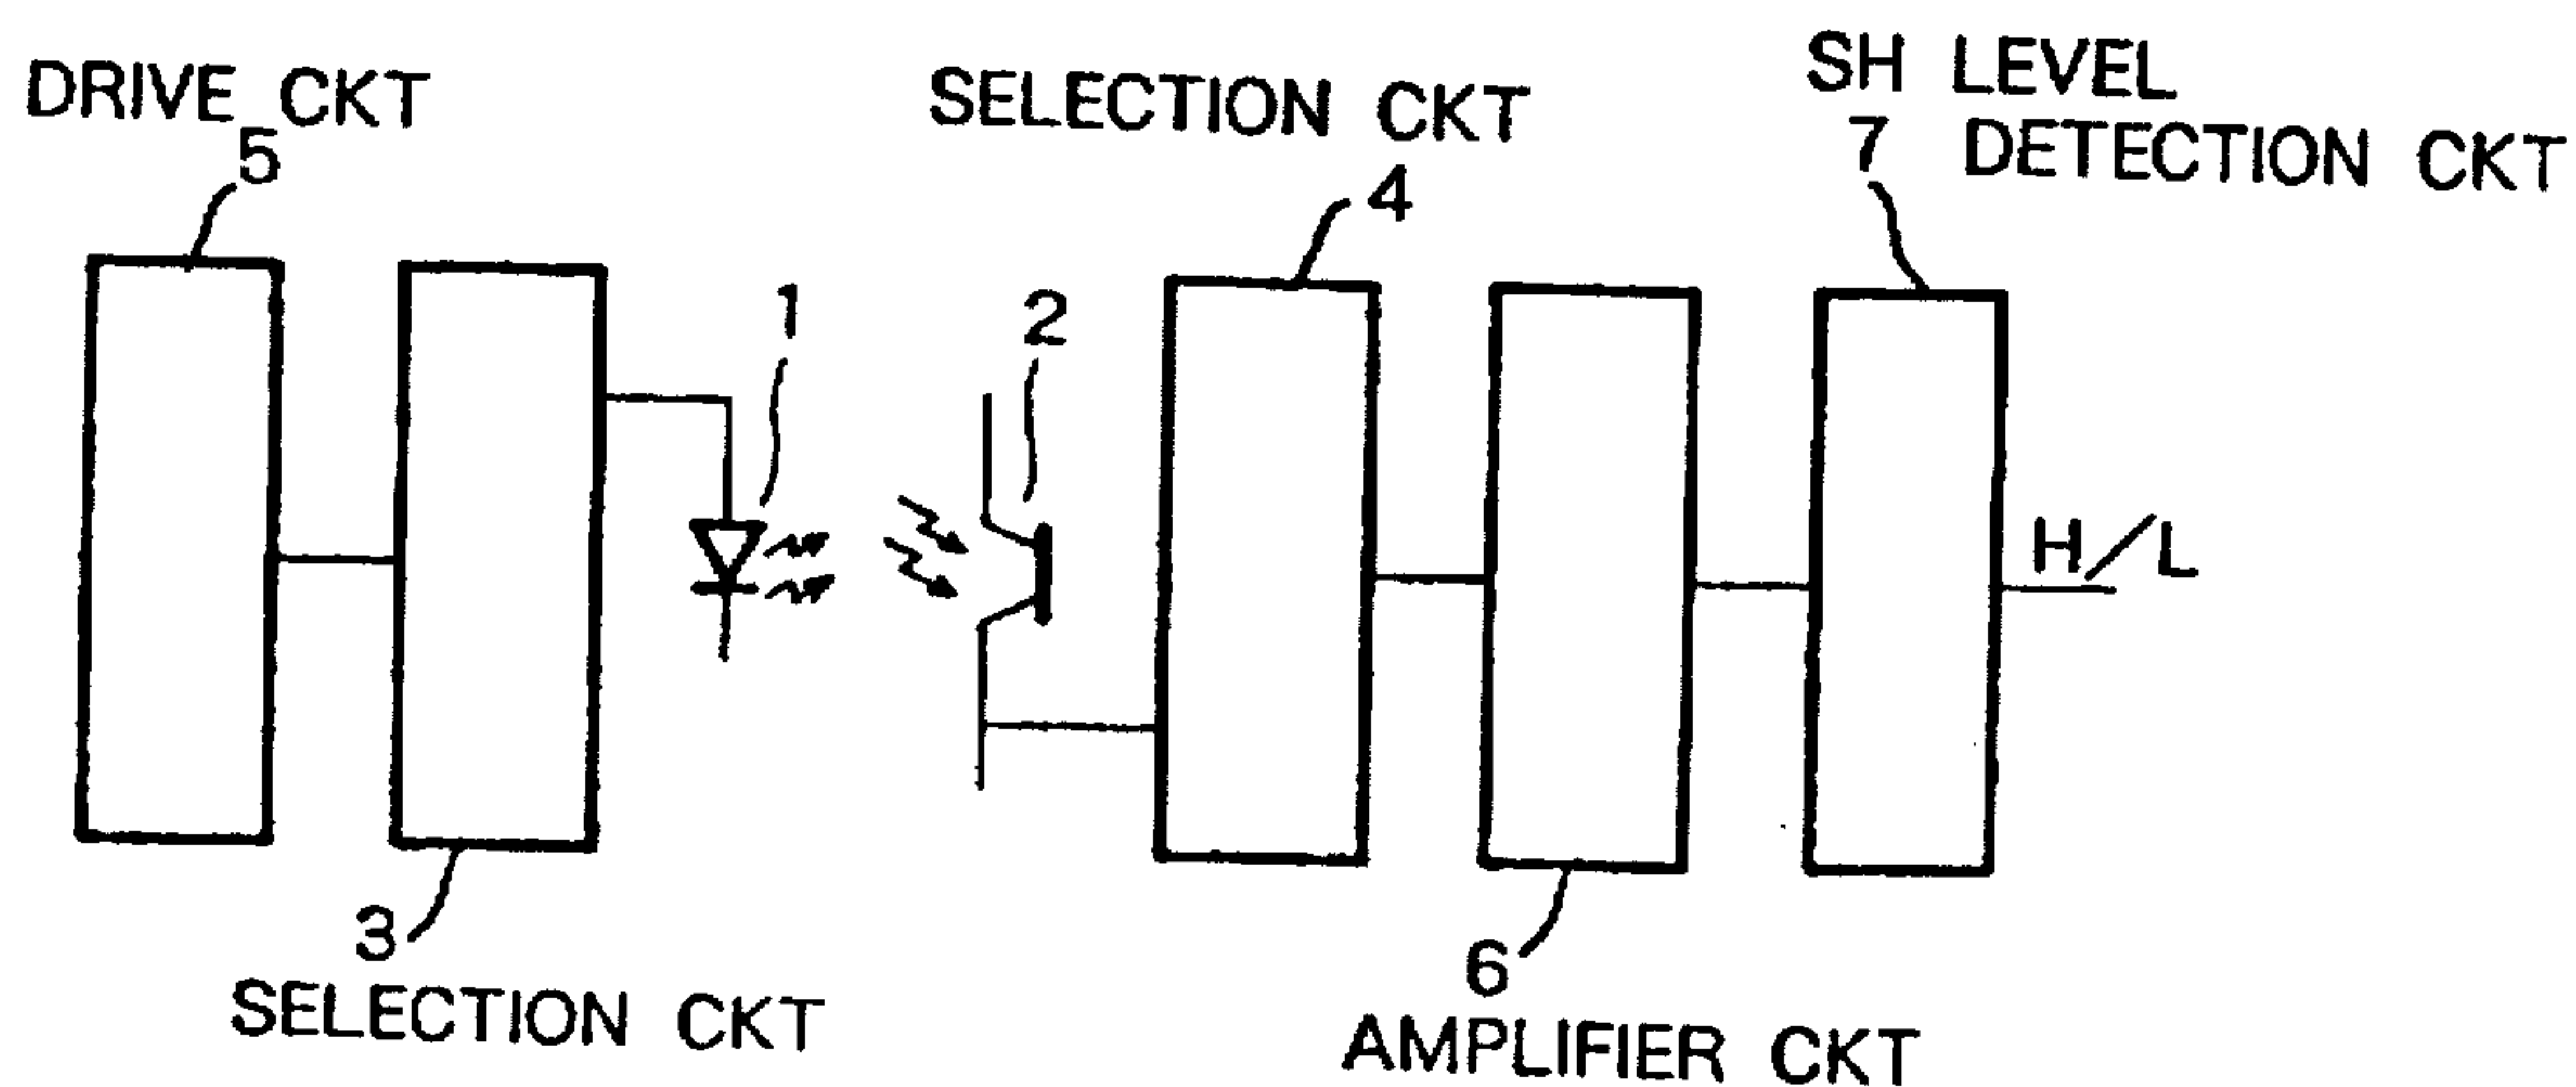 DRIVE CKT
5
SELECTION CKT
4
SH LEVEL
7 DETECTION CKT
1
2
H/L
3
SELECTION CKT
6
AMPLIFIER CKT